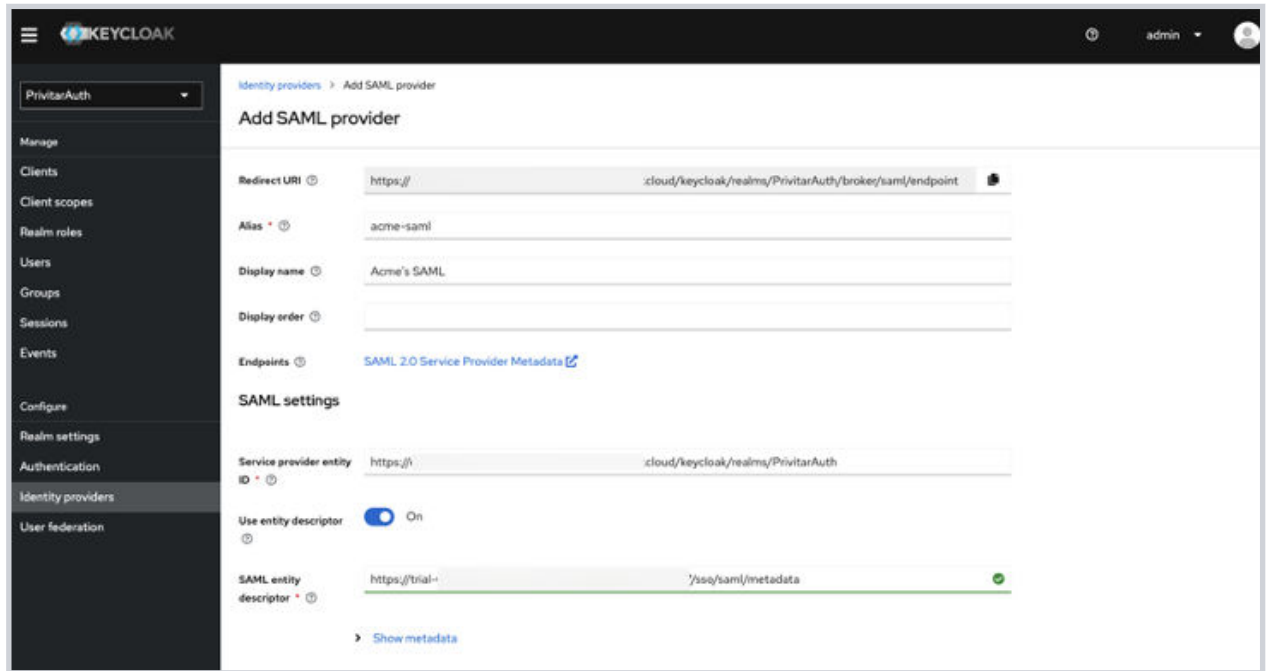 KEYCLOAK
admin
PrivitarAuth
Manage
Clients
Client scopes
Realm roles
Users
Groups
Sessions
Events
Configure
Realm settings
Authentication
Identity providers
User federation
Identity providers > Add SAML provider
Add SAML provider
Redirect URI https:// :cloud/keycloak/realms/PrivitarAuth/broker/saml/endpoint
Alias * acme-saml
Display name Acme's SAML
Display order
Endpoints SAML 2.0 Service Provider Metadata
SAML settings
Service provider entity https:// :cloud/keycloak/realms/PrivitarAuth
ID *
Use entity descriptor On
SAML entity https://trial- /sso/saml/metadata
descriptor *
Show metadata